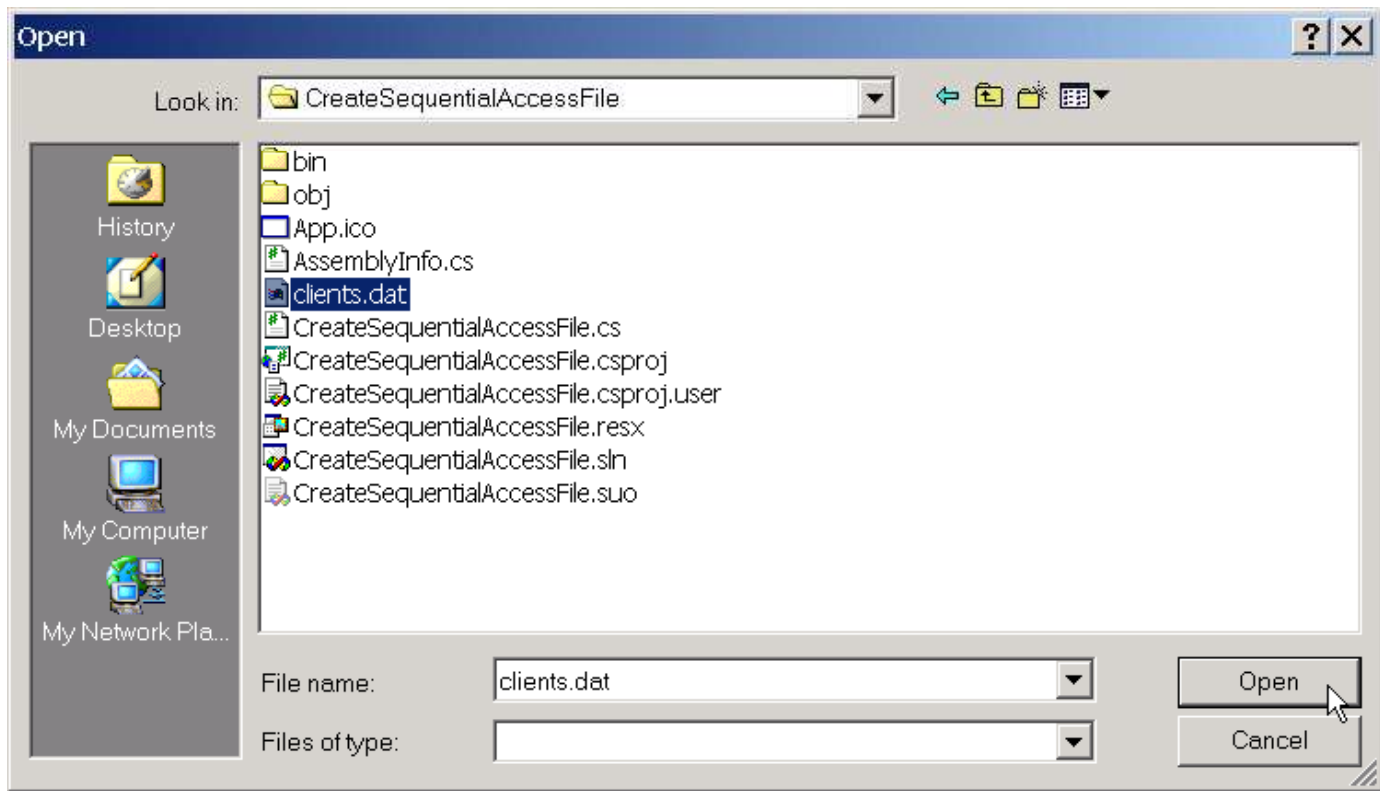 Open
Look in: CreateSequentialAccessFile
History
Desktop
My Documents
My Computer
My Network Pla...
bin
obj
App.ico
AssemblyInfo.cs
clients.dat
CreateSequentialAccessFile.cs
CreateSequentialAccessFile.csproj
CreateSequentialAccessFile.csproj.user
CreateSequentialAccessFile.resx
CreateSequentialAccessFile.sln
CreateSequentialAccessFile.suo
File name: clients.dat Open
Files of type: Cancel